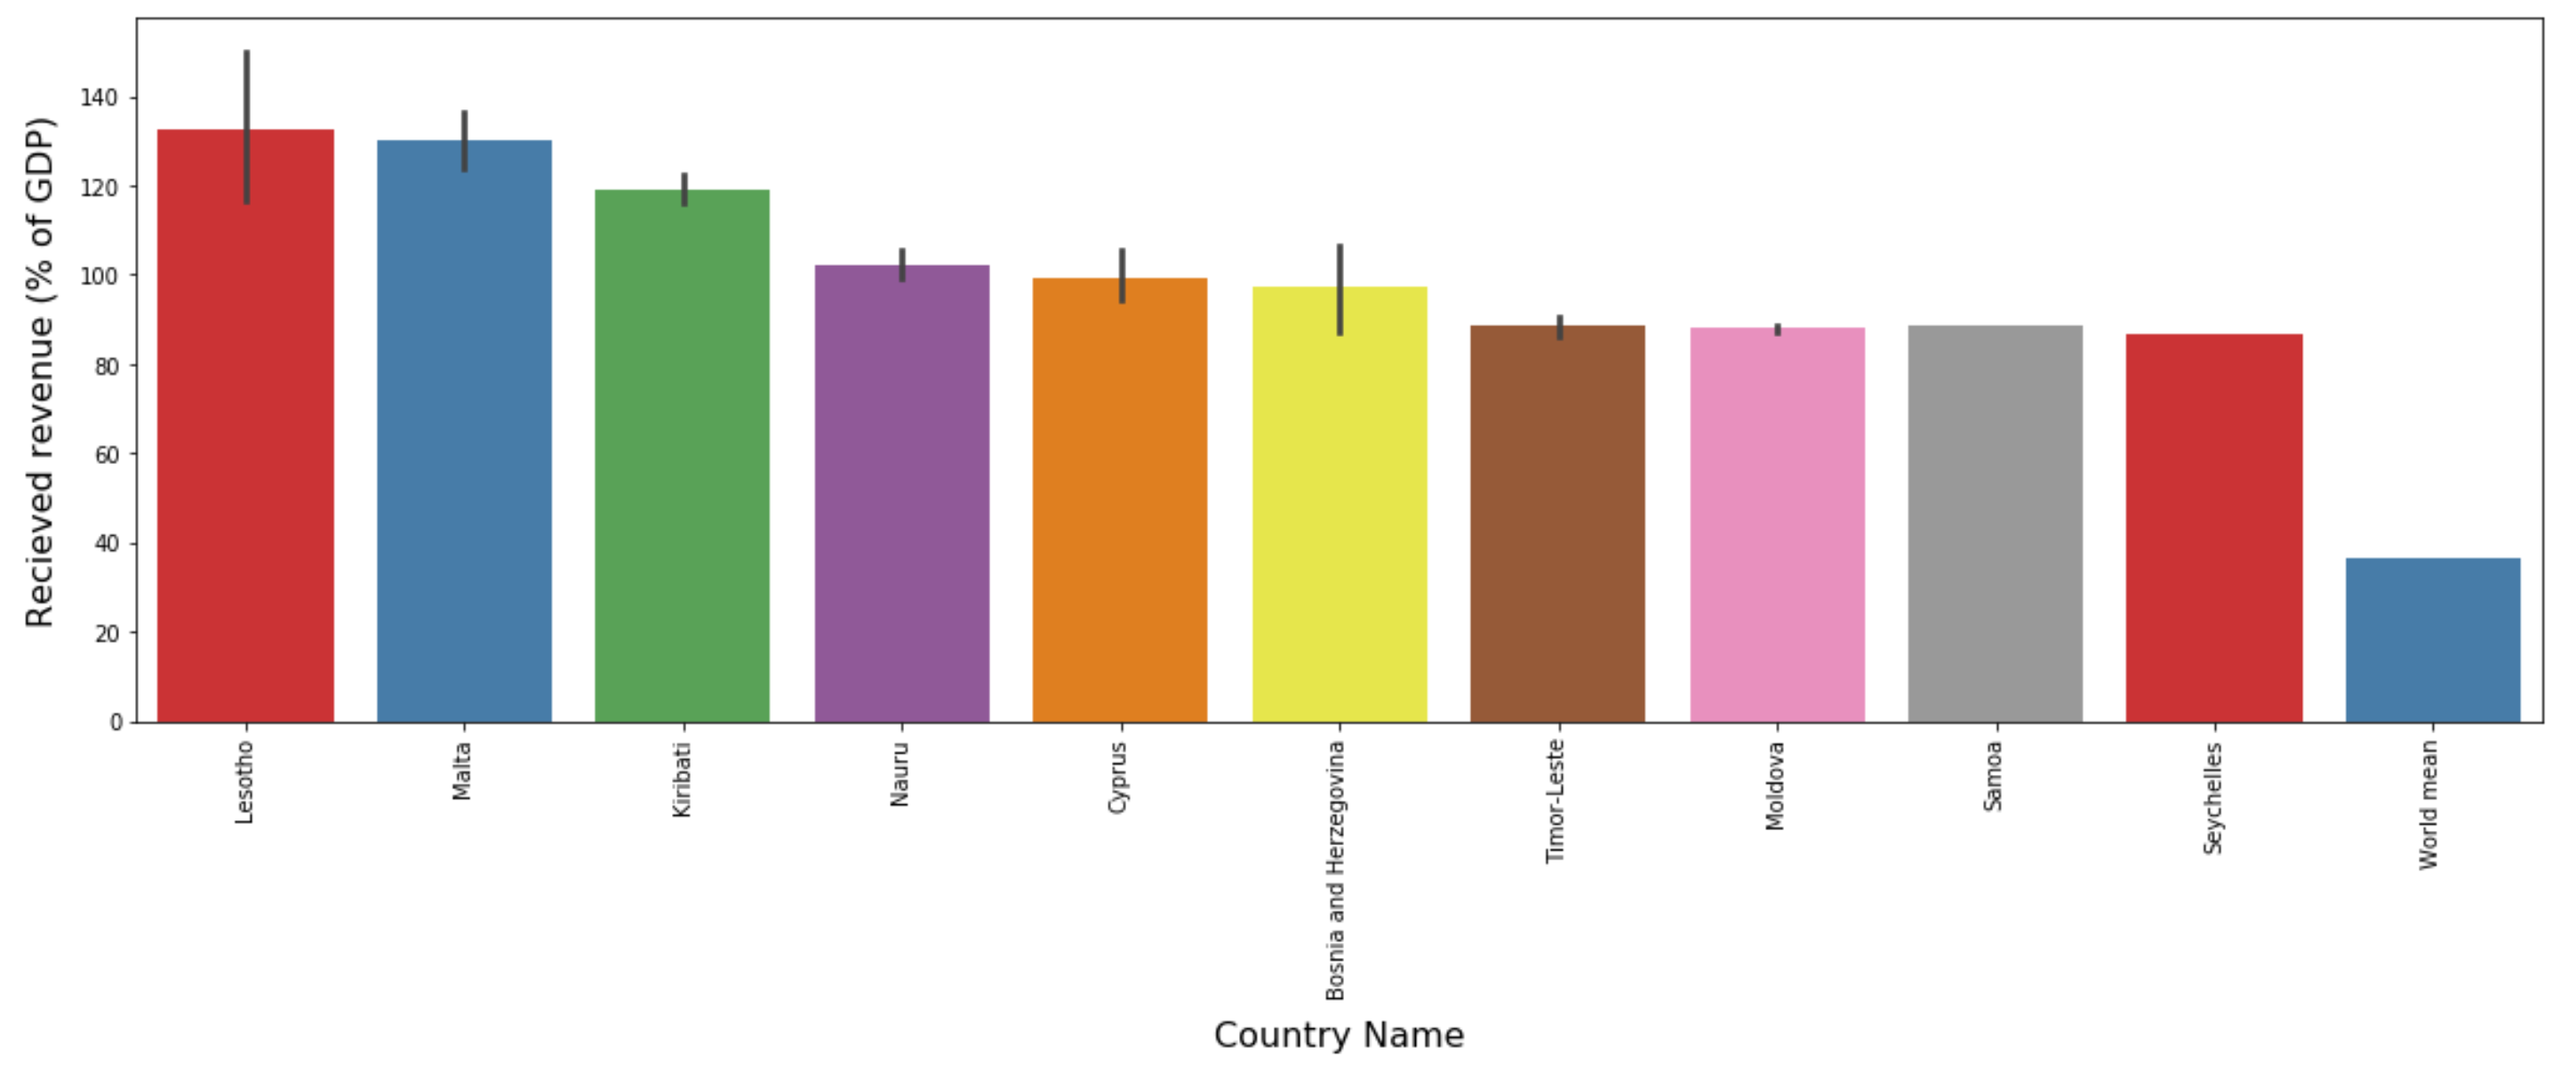 Recieved revenue (% of GDP)
140
120
100
80
60
40
20
0
Lesotho
Malta
Kiribati
Nauru
Cyprus
Bosnia and Herzegovina
Timor-Leste
Moldova
Samoa
Seychelles
World mean
Country Name